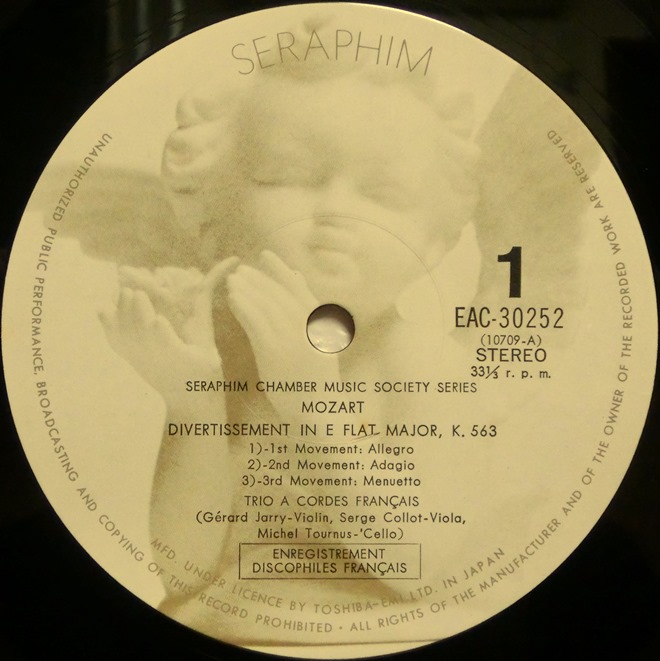 SERAPHIM
1
EAC-30252
(10709-A)
STEREO
33⅓ r. p. m.
SERAPHIM CHAMBER MUSIC SOCIETY SERIES
MOZART
DIVERTISSEMENT IN E FLAT MAJOR, K. 563
1)-1st Movement: Allegro
2)-2nd Movement: Adagio
3)-3rd Movement: Menuetto
TRIO A CORDES FRANÇAIS
(Gérard Jarry-Violin, Serge Collot-Viola,
Michel Tournus-'Cello)
ENREGISTREMENT
DISCOPHILES FRANÇAIS
MFD. UNDER LICENCE BY TOSHIBA-EMI LTD. IN JAPAN
UNAUTHORIZED PUBLIC PERFORMANCE, BROADCASTING AND COPYING OF THIS RECORD PROHIBITED · ALL RIGHTS OF THE MANUFACTURER AND OF THE OWNER OF THE RECORDED WORK ARE RESERVED